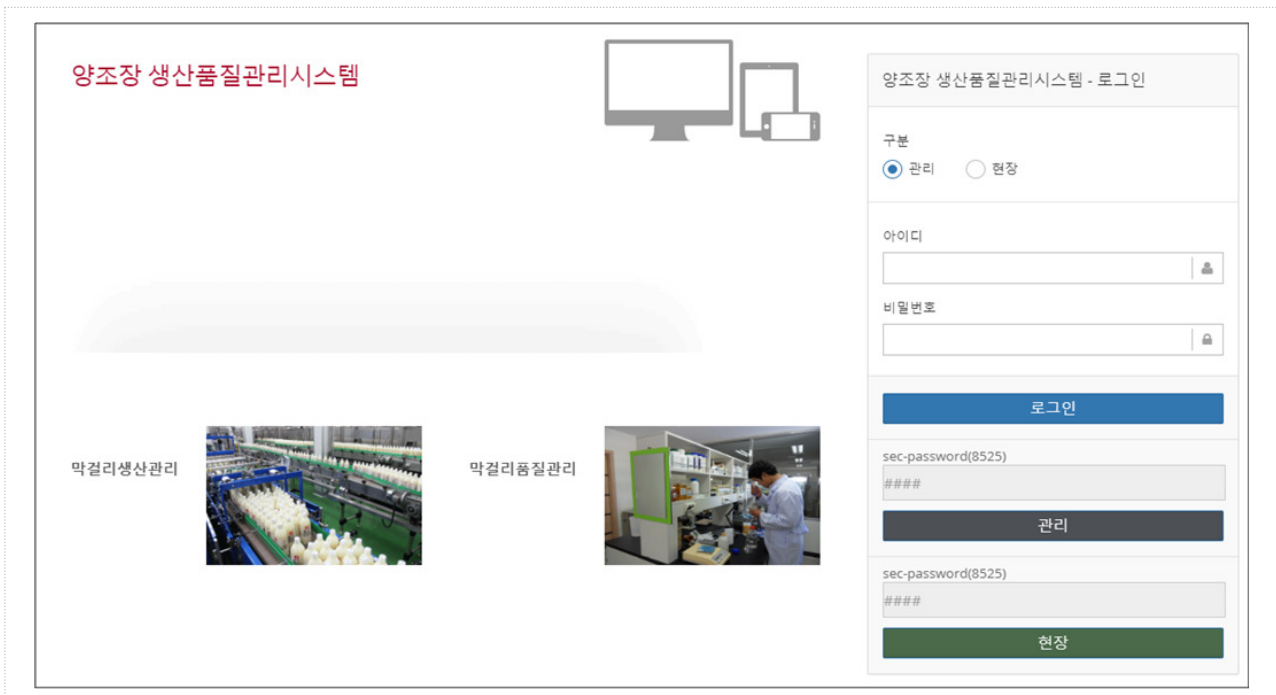 양조장 생산품질관리시스템
막걸리생산관리
막걸리품질관리
양조장 생산품질관리시스템 - 로그인
구분
관리 현장
아이디
비밀번호
로그인
sec-password(8525)
####
관리
sec-password(8525)
####
현장